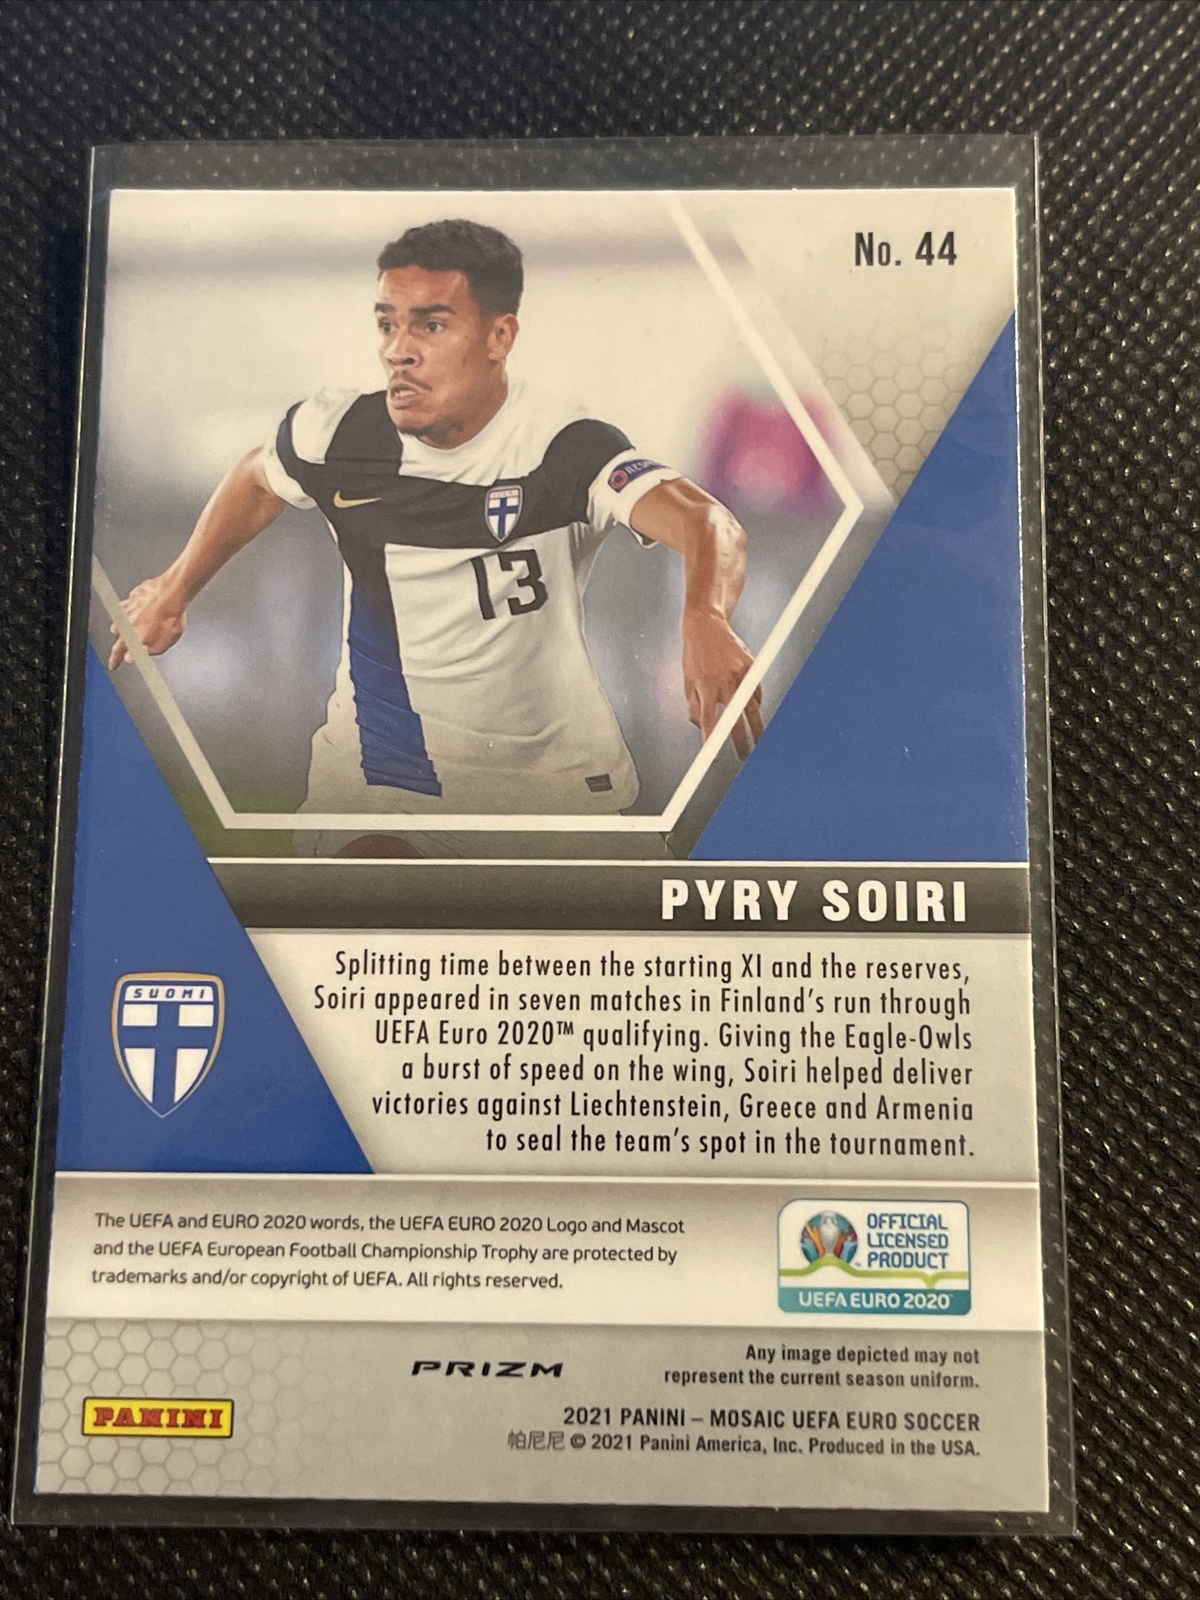 No. 44
13
PYRY SOIRI
Splitting time between the starting XI and the reserves,
Soiri appeared in seven matches in Finland's run through
UEFA Euro 2020™ qualifying. Giving the Eagle-Owls
a burst of speed on the wing, Soiri helped deliver
victories against Liechtenstein, Greece and Armenia
to seal the team's spot in the tournament.
SUOMI
The UEFA and EURO 2020 words, the UEFA EURO 2020 Logo and Mascot
and the UEFA European Football Championship Trophy are protected by
trademarks and/or copyright of UEFA. All rights reserved.
OFFICIAL
LICENSED
PRODUCT
UEFA EURO 2020
PRIZM
Any image depicted may not
represent the current season uniform.
PANINI
2021 PANINI – MOSAIC UEFA EURO SOCCER
帕尼尼 © 2021 Panini America, Inc. Produced in the USA.